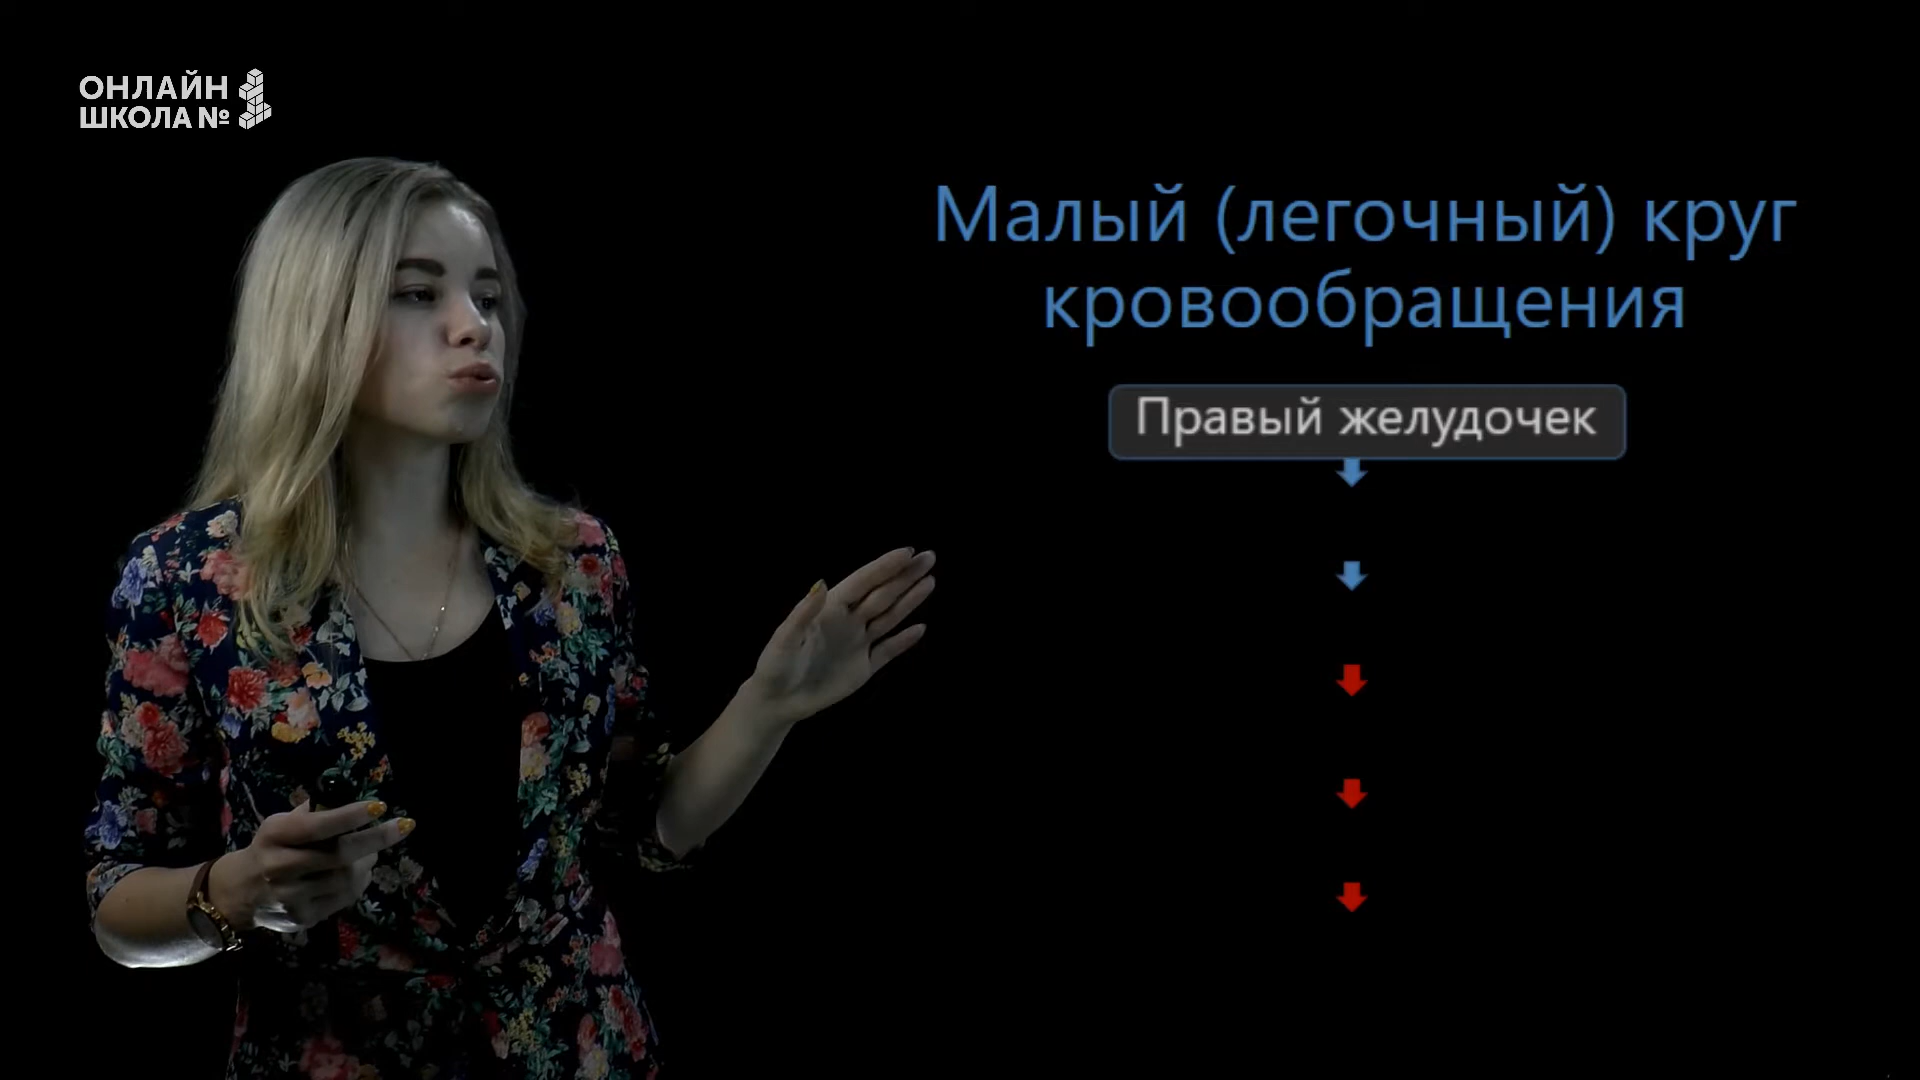 ОНЛАЙН
ШКОЛА №
Малый (легочный) круг
кровообращения
Правый желудочек